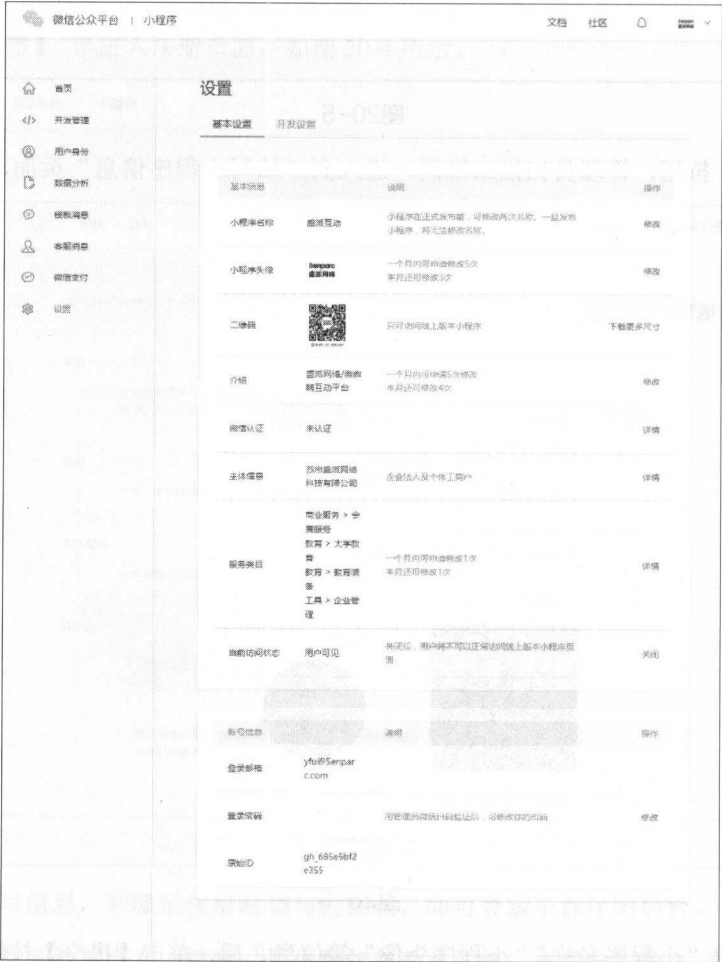 微信公众平台 | 小程序
文档 社区
首页
开发管理
用户身份
数据分析
模板消息
客服消息
微信支付
设置
设置
基本设置 开发设置
基本信息 说明 操作
小程序名称 盛派互动 小程序在正式发布前，可修改两次名称。一旦发布
小程序，将无法修改名称。 修改
小程序头像 Senparc
盛派网络 一个月内可申请修改5次
本月还可修改3次 修改
二维码 只可访问线上版本小程序 下载更多尺寸
介绍 盛派网络/微微
嗨互动平台 一个月内可申请5次修改
本月还可修改4次 修改
微信认证 未认证 详情
主体信息 苏州盛派网络
科技有限公司 企业法人及个体工商户 详情
服务类目 商业服务 > 会
展服务
教育 > 大学教
育
教育 > 教育装
备
工具 > 企业管
理
一个月内可申请修改1次
本月还可修改1次 详情
当前访问状态 用户可见 关闭后，用户将不可以正常访问线上版本小程序页
面 关闭
账号信息 说明 操作
登录邮箱 yfu@Senpar
c.com
登录密码 修改
原始ID gh_685e5bf2
e355